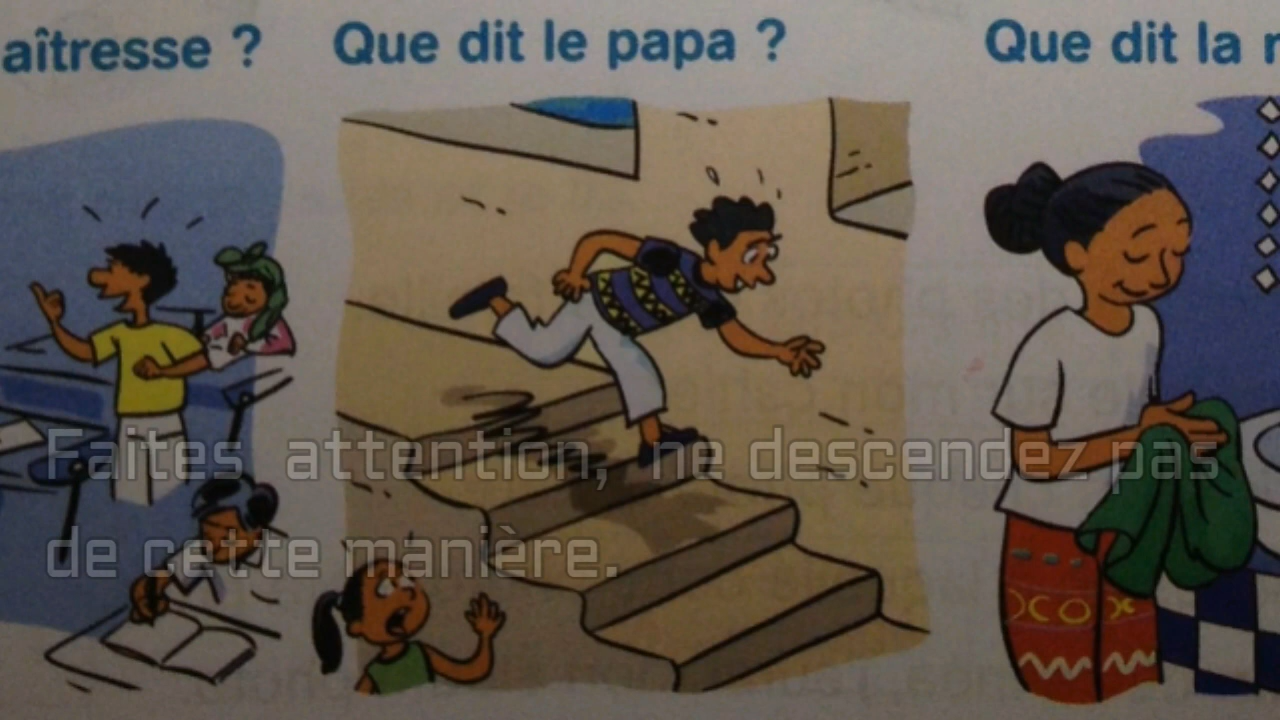 aîtresse ?
Que dit le papa ?
Que dit la
Faites attention, ne descendez pas
de cette manière.